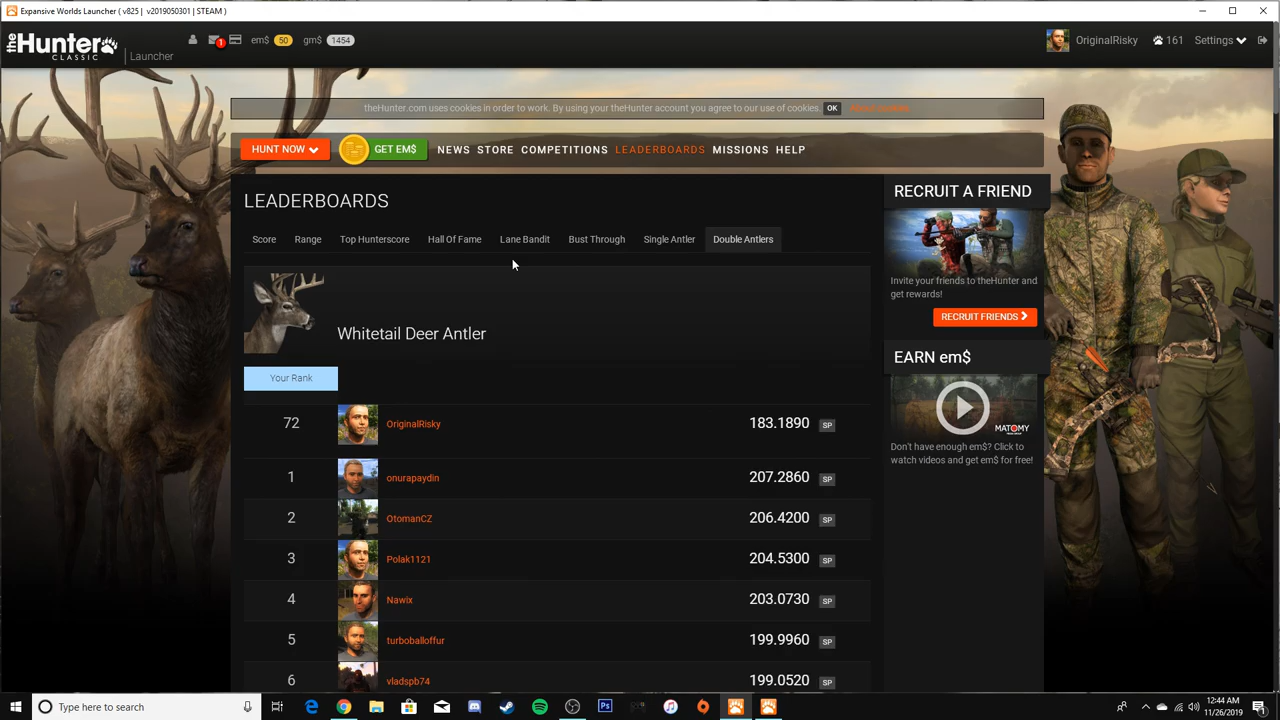 Expansive Worlds Launcher ( v825 | v2019050301 | STEAM )
theHunter CLASSIC | Launcher
1
em$ 50
gm$ 1454
OriginalRisky
161
Settings
theHunter.com uses cookies in order to work. By using your theHunter account you agree to our use of cookies. OK
HUNT NOW
GET EM$
NEWS STORE COMPETITIONS LEADERBOARDS MISSIONS HELP
LEADERBOARDS
Score Range Top Hunterscore Hall Of Fame Lane Bandit Bust Through Single Antler Double Antlers
Whitetail Deer Antler
Your Rank
72 OriginalRisky 183.1890 SP
1 onurapaydin 207.2860 SP
2 OtomanCZ 206.4200 SP
3 Polak1121 204.5300 SP
4 Nawix 203.0730 SP
5 turboballoffur 199.9960 SP
6 vladspb74 199.0520 SP
RECRUIT A FRIEND
Invite your friends to theHunter and
get rewards!
RECRUIT FRIENDS
EARN em$
MATOMY
Don't have enough em$? Click to
watch videos and get em$ for free!
Type here to search
12:44 AM
11/26/2019
1